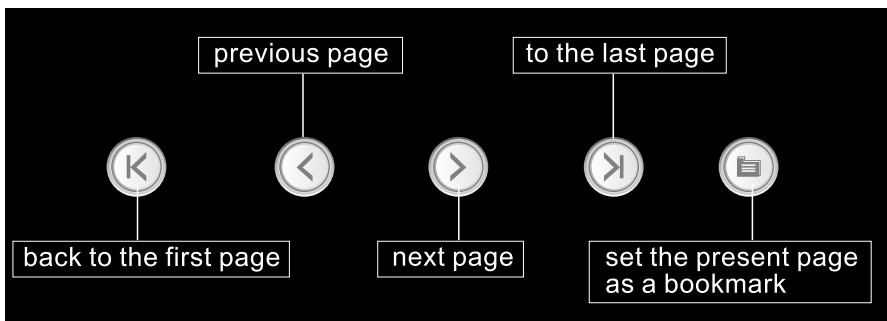 previous page
to the last page
back to the first page
next page
set the present page
as a bookmark